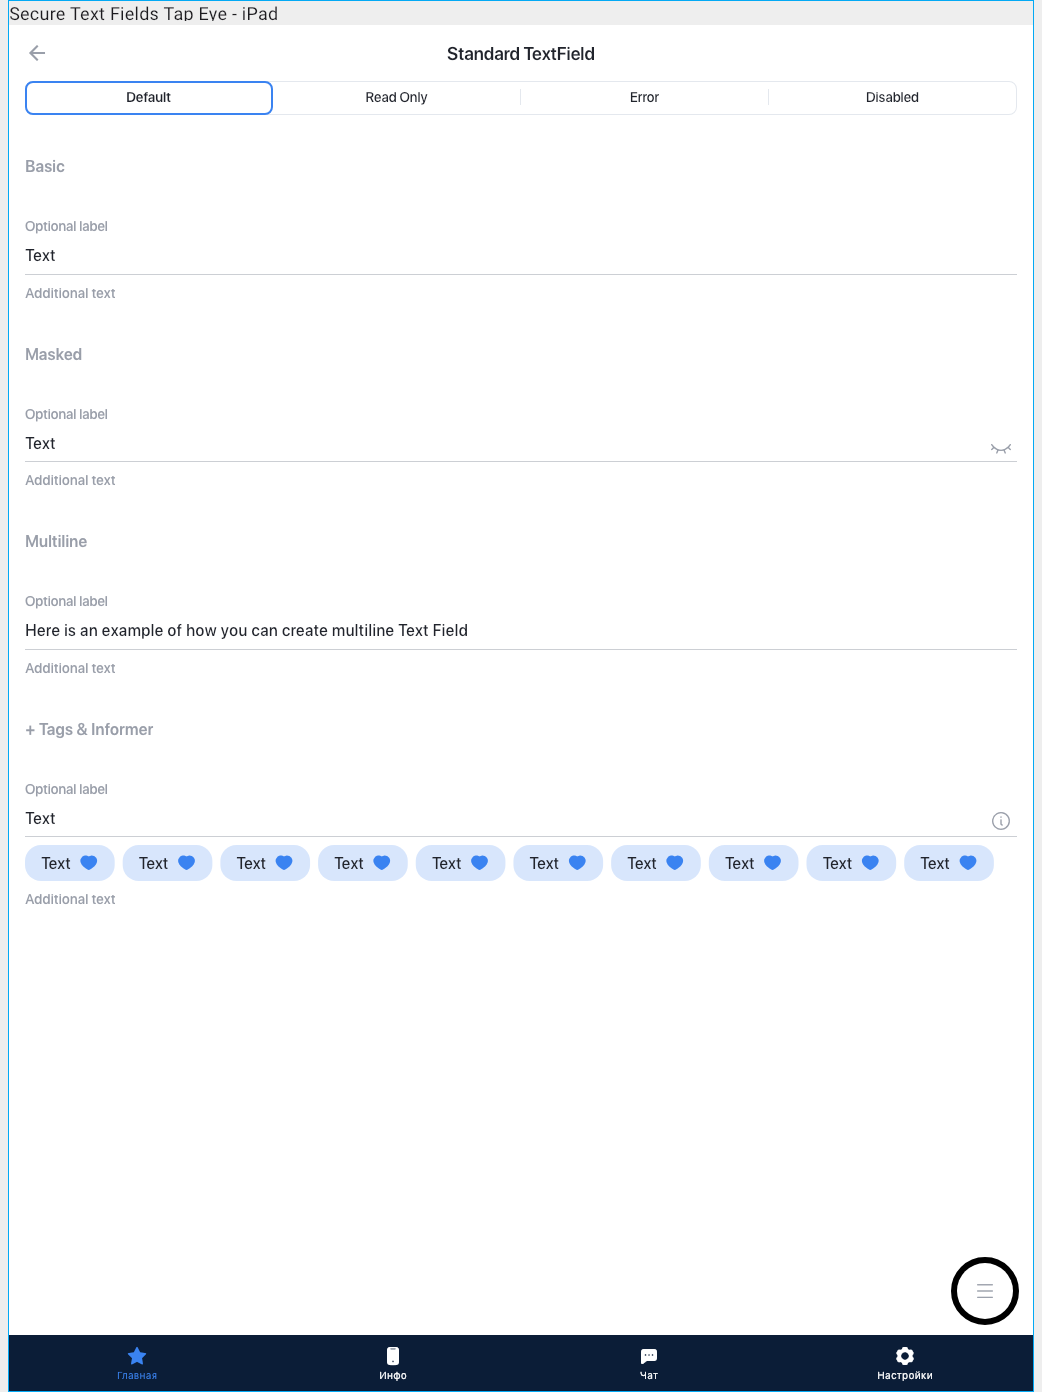 Secure Text Fields Tap Eye - iPad
Standard TextField
Default Read Only Error Disabled
Basic
Optional label
Text
Additional text
Masked
Optional label
Text
Additional text
Multiline
Optional label
Here is an example of how you can create multiline Text Field
Additional text
+ Tags & Informer
Optional label
Text
Text Text Text Text Text Text Text Text Text Text
Additional text
Главная Инфо Чат Настройки